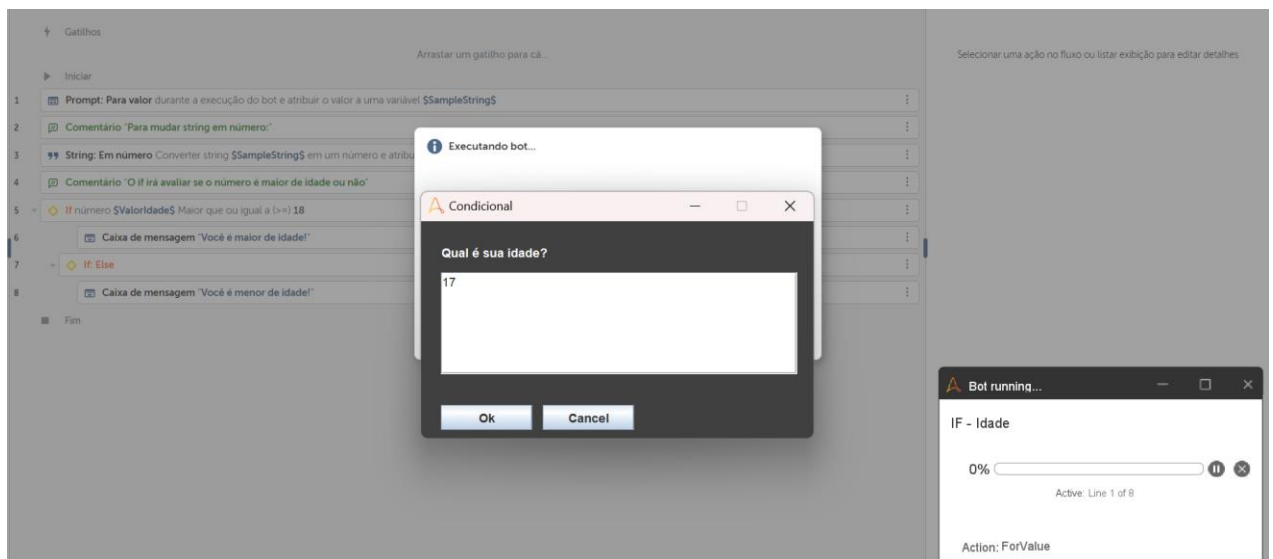 Gatilhos
Arrastar um gatilho para cá...
Iniciar
1 Prompt: Para valor durante a execução do bot e atribuir o valor a uma variável $SampleString$
2 Comentário "Para mudar string em número:"
3 String: Em número Converter string $SampleString$ em um número e atribu
4 Comentário "O if irá avaliar se o número é maior de idade ou não"
5 If número $ValorIdade$ Maior que ou igual a (>=) 18
6 Caixa de mensagem "Você é maior de idade!"
7 If: Else
8 Caixa de mensagem "Você é menor de idade!"
Fim
Executando bot...
Condicional
Qual é sua idade?
17
Ok Cancel
Selecionar uma ação no fluxo ou listar exibição para editar detalhes
Bot running...
IF - Idade
0%
Active: Line 1 of 8
Action: ForValue